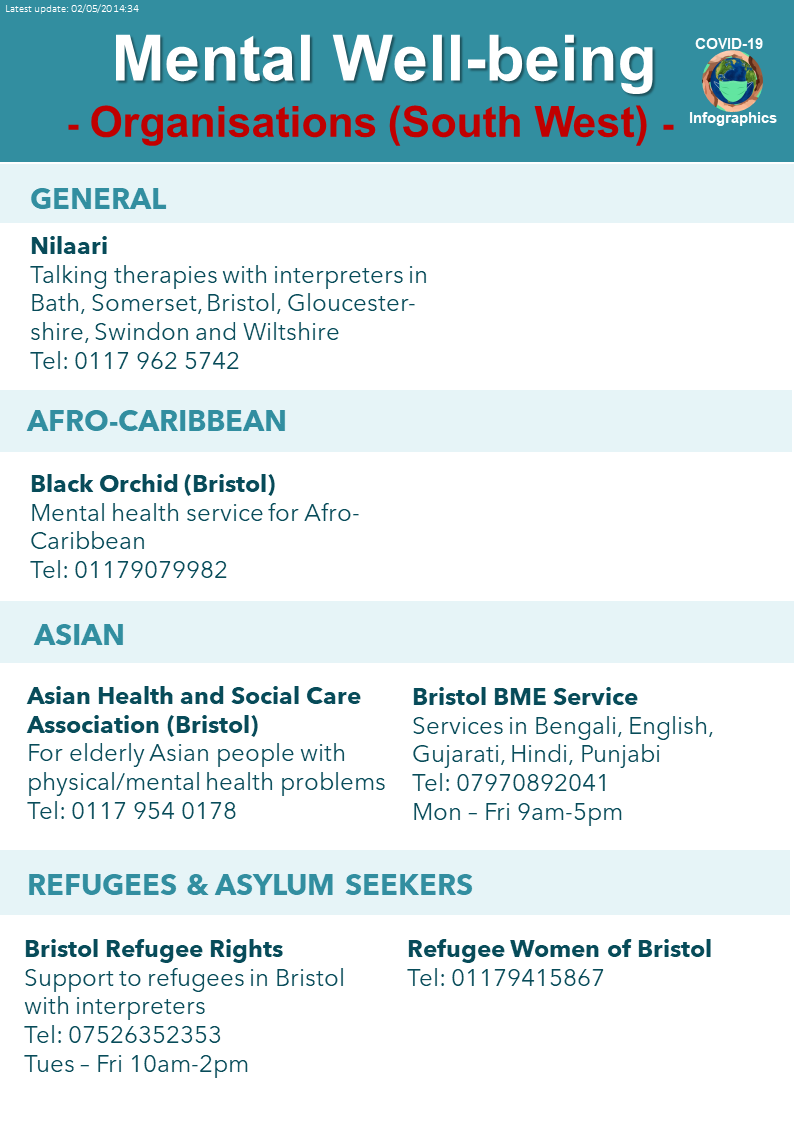 Latest update: 02/05/2014:34
Mental Well-being
- Organisations (South West) -
COVID-19
Infographics
GENERAL
Nilaari
Talking therapies with interpreters in
Bath, Somerset, Bristol, Gloucester-
shire, Swindon and Wiltshire
Tel: 0117 962 5742
AFRO-CARIBBEAN
Black Orchid (Bristol)
Mental health service for Afro-
Caribbean
Tel: 01179079982
ASIAN
Asian Health and Social Care
Association (Bristol)
For elderly Asian people with
physical/mental health problems
Tel: 0117 954 0178
Bristol BME Service
Services in Bengali, English,
Gujarati, Hindi, Punjabi
Tel: 07970892041
Mon – Fri 9am-5pm
REFUGEES & ASYLUM SEEKERS
Bristol Refugee Rights
Support to refugees in Bristol
with interpreters
Tel: 07526352353
Tues – Fri 10am-2pm
Refugee Women of Bristol
Tel: 01179415867